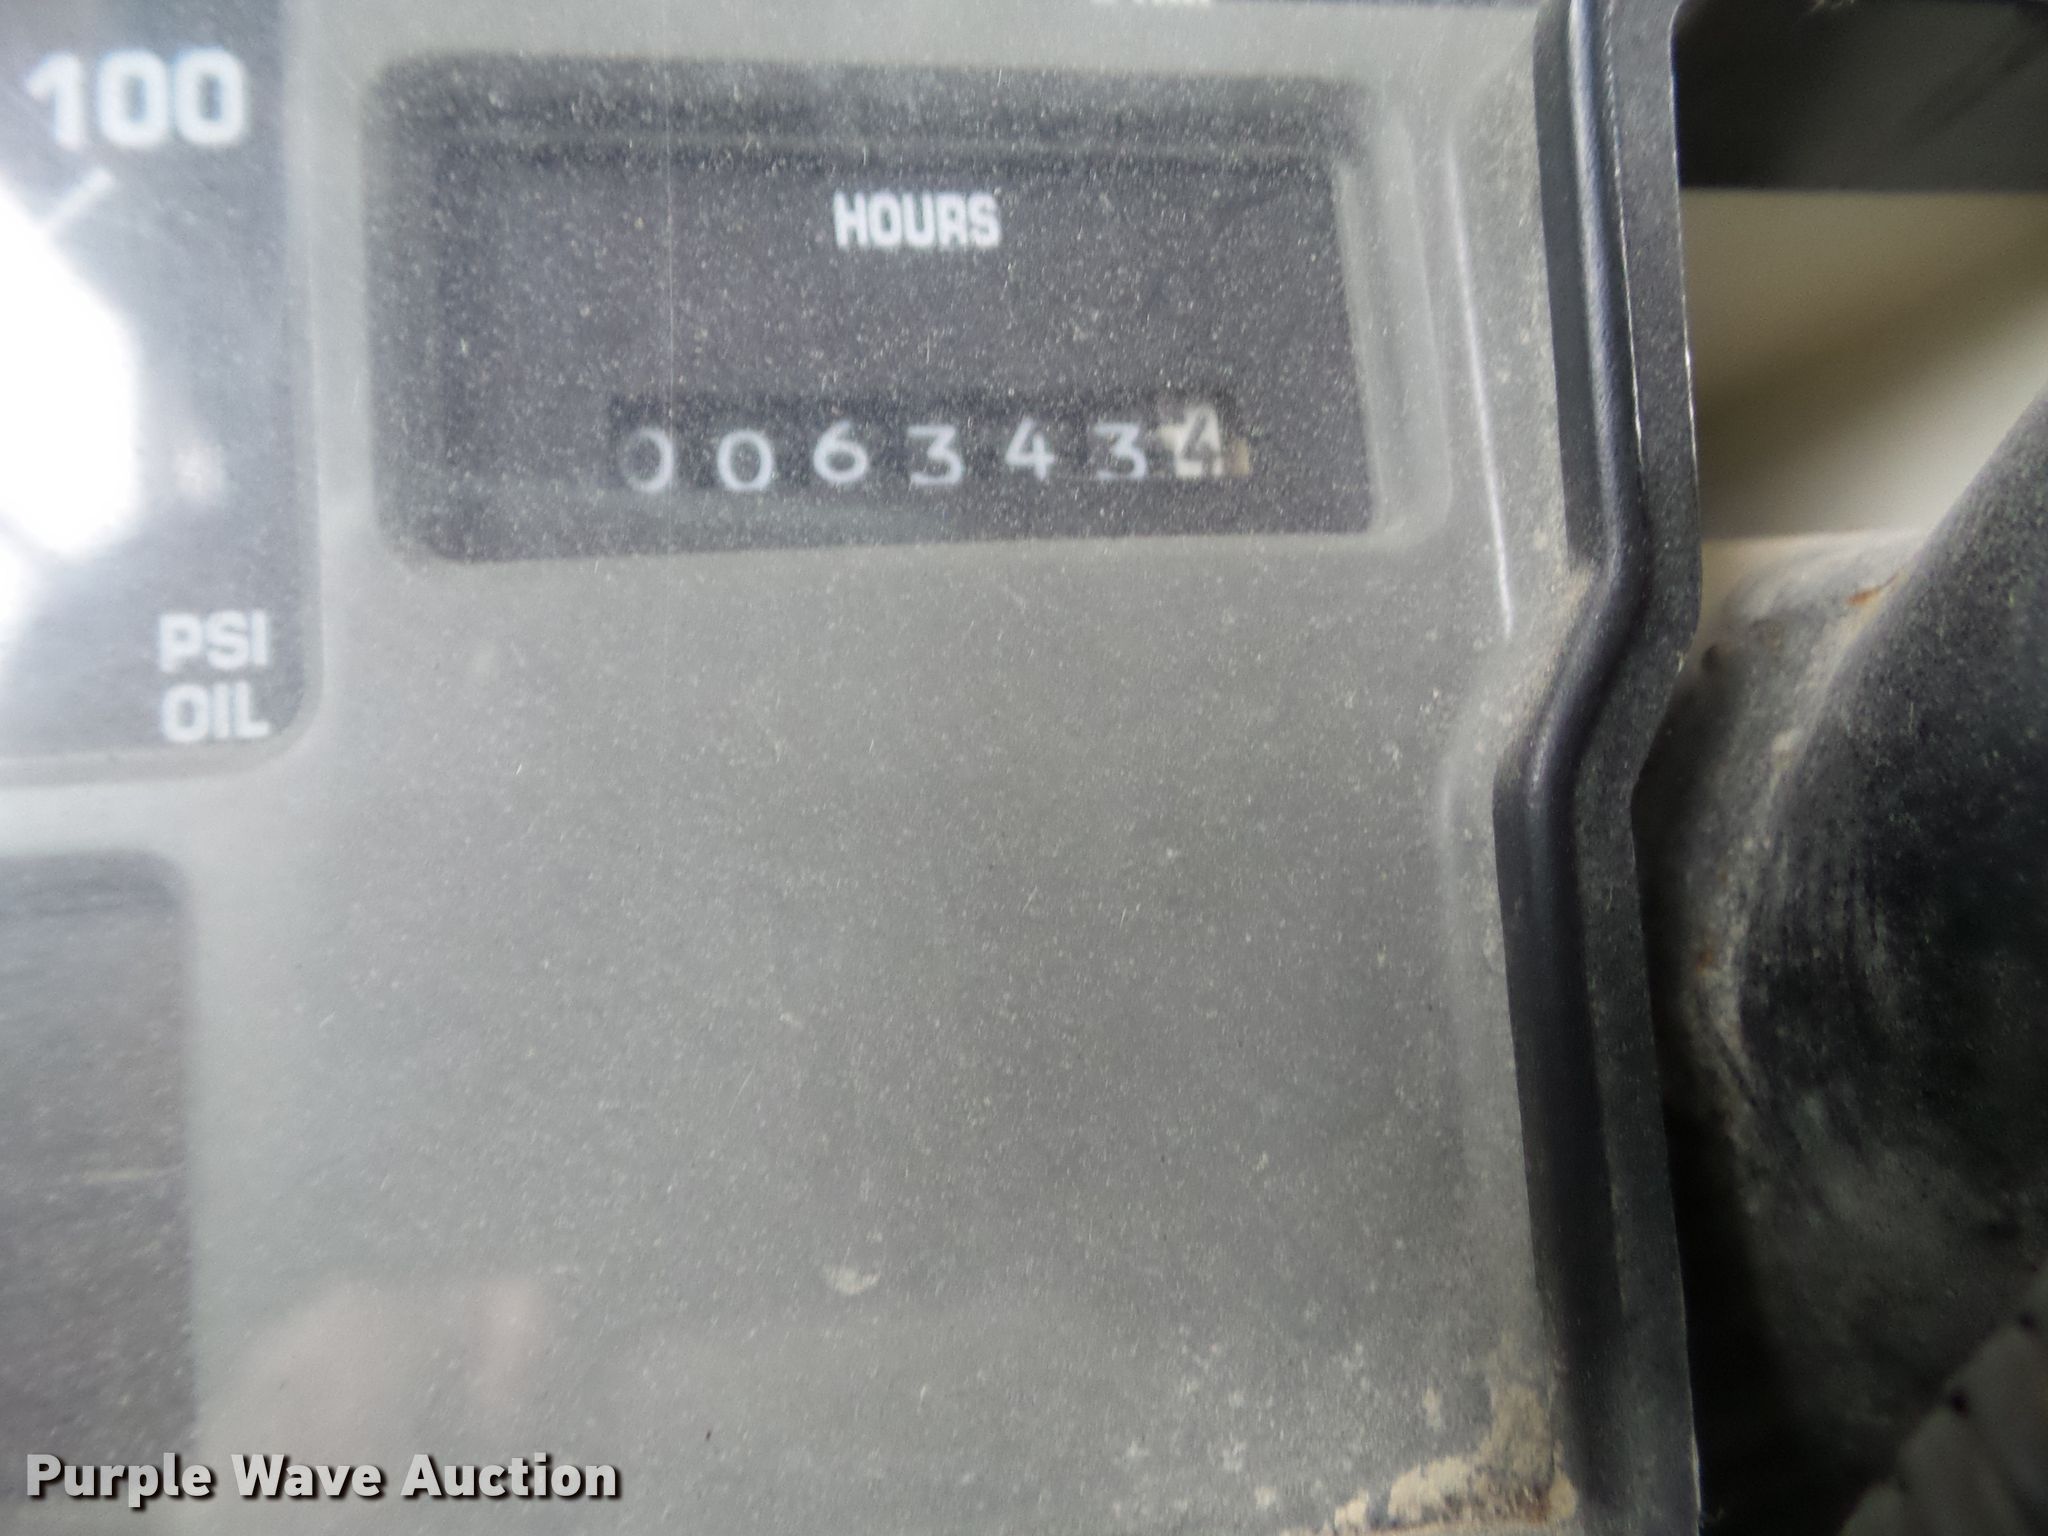 100
HOURS
0063434
PSI
OIL
Purple Wave Auction